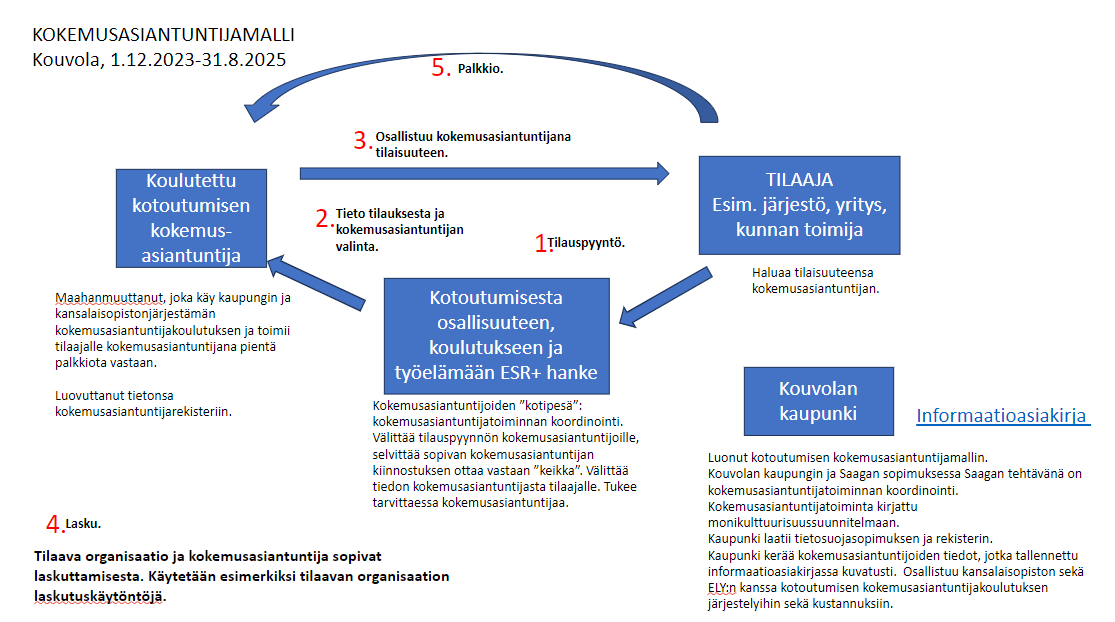 KOKEMUSASIANTUNTIJAMALLI
Kouvola, 1.12.2023-31.8.2025
5. Palkkio.
3. Osallistuu kokemusasiantuntijana
tilaisuuteen.
Koulutettu
kotoutumisen
kokemus-
asiantuntija
TILAAJA
Esim. järjestö, yritys,
kunnan toimija
2. Tieto tilauksesta ja
kokemusasiantuntijan
valinta.
1. Tilauspyyntö.
Haluaa tilaisuuteensa
kokemusasiantuntijan.
Maahanmuuttanut, joka käy kaupungin ja
kansalaisopistonjärjestämän
kokemusasiantuntijakoulutuksen ja toimii
tilaajalle kokemusasiantuntijana pientä
palkkiota vastaan.
Luovuttanut tietonsa
kokemusasiantuntijarekisteriin.
Kotoutumisesta
osallisuuteen,
koulutukseen ja
työelämään ESR+ hanke
Kokemusasiantuntijoiden ”kotipesä”:
kokemusasiantuntijatoiminnan koordinointi.
Välittää tilauspyynnön kokemusasiantuntijoille,
selvittää sopivan kokemusasiantuntijan
kiinnostuksen ottaa vastaan ”keikka”. Välittää
tiedon kokemusasiantuntijasta tilaajalle. Tukee
tarvittaessa kokemusasiantuntijaa.
Kouvolan
kaupunki
Informaatioasiakirja
Luonut kotoutumisen kokemusasiantuntijamallin.
Kouvolan kaupungin ja Saagan sopimuksessa Saagan tehtävänä on
kokemusasiantuntijatoiminnan koordinointi.
Kokemusasiantuntijatoiminta kirjattu
monikulttuurisuussuunnitelmaan.
Kaupunki laatii tietosuojasopimuksen ja rekisterin.
Kaupunki kerää kokemusasiantuntijoiden tiedot, jotka tallennettu
informaatioasiakirjassa kuvatusti. Osallistuu kansalaisopiston sekä
ELY:n kanssa kotoutumisen kokemusasiantuntijakoulutuksen
järjestelyihin sekä kustannuksiin.
4. Lasku.
Tilaava organisaatio ja kokemusasiantuntija sopivat
laskuttamisesta. Käytetään esimerkiksi tilaavan organisaation
laskutuskäytöntöjä.